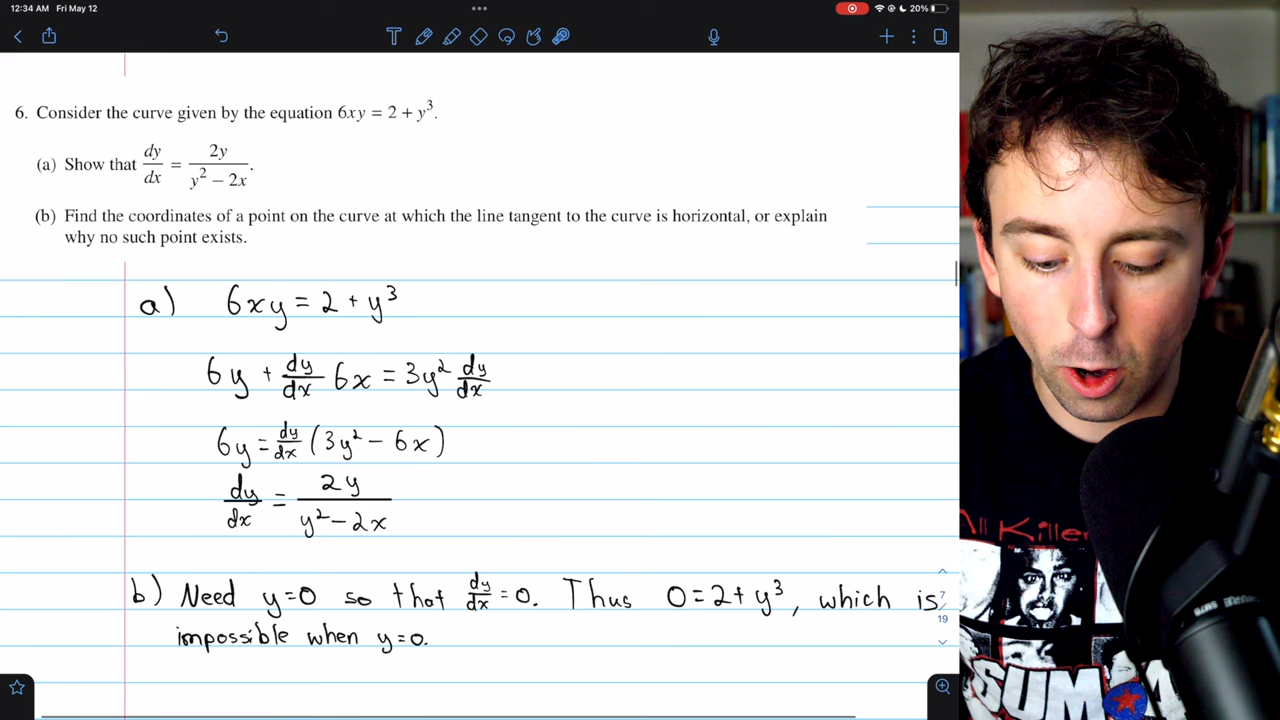 12:34 AM Fri May 12
20%
6. Consider the curve given by the equation 6xy = 2 + y³.
(a) Show that dy/dx = 2y/(y² − 2x).
(b) Find the coordinates of a point on the curve at which the line tangent to the curve is horizontal, or explain
why no such point exists.
a) 6xy = 2 + y³
6y + dy/dx 6x = 3y² dy/dx
6y = dy/dx (3y² − 6x)
dy/dx = 2y/(y² − 2x)
b) Need y=0 so that dy/dx = 0. Thus 0 = 2 + y³, which is
impossible when y=0.
7
19
All Killer
SUM